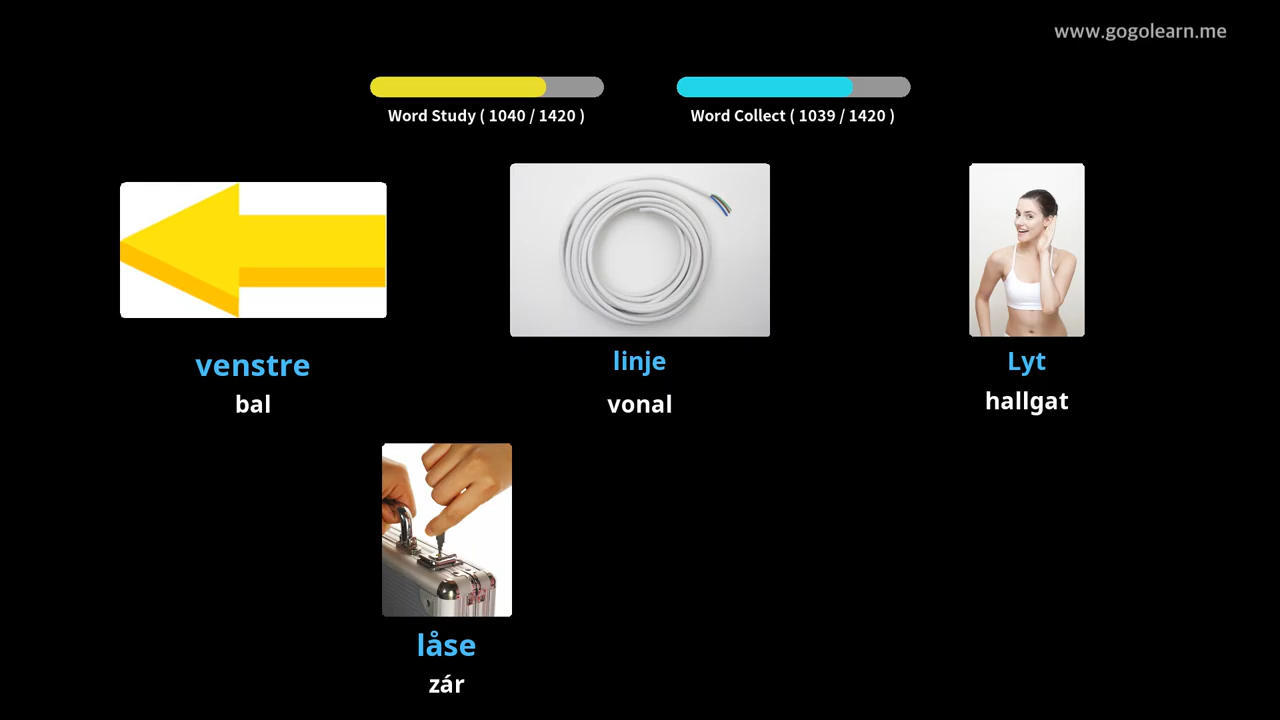 www.gogolearn.me
Word Study ( 1040 / 1420 )
Word Collect ( 1039 / 1420 )
venstre
bal
linje
vonal
Lyt
hallgat
låse
zár